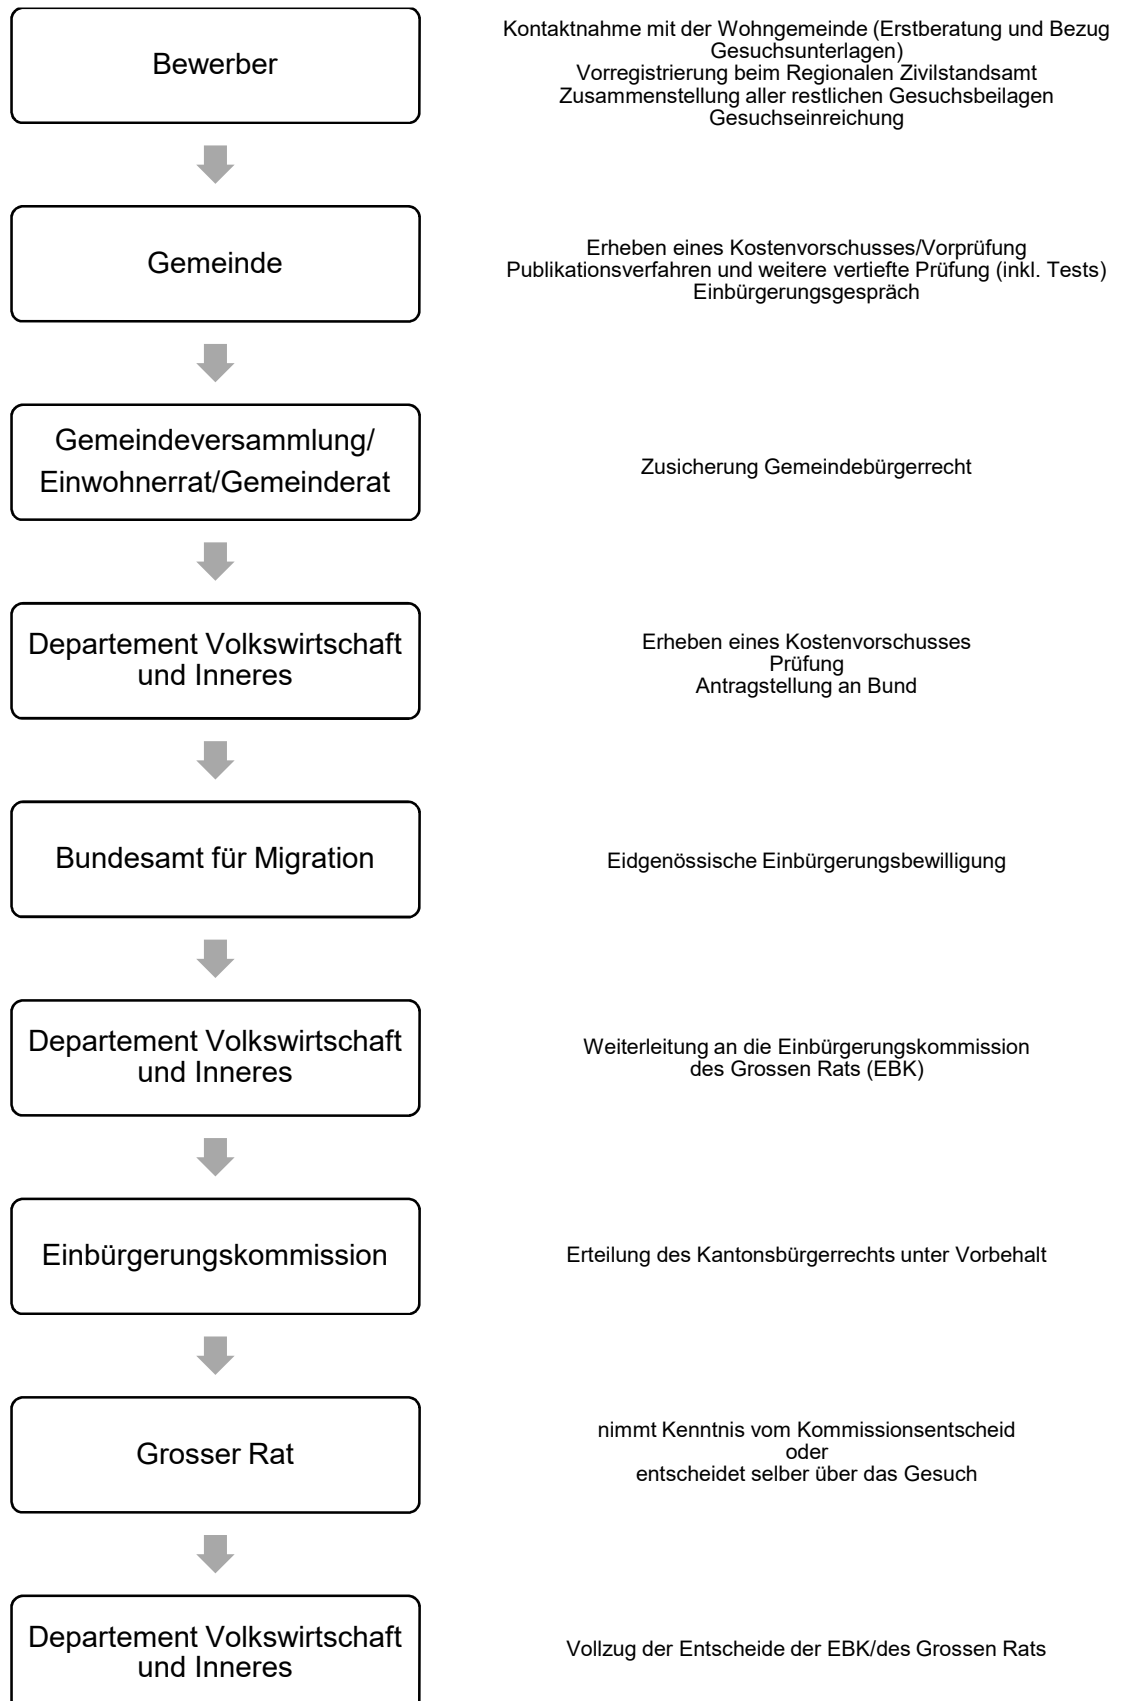 Bewerber
Kontaktnahme mit der Wohngemeinde (Erstberatung und Bezug
Gesuchsunterlagen)
Vorregistrierung beim Regionalen Zivilstandsamt
Zusammenstellung aller restlichen Gesuchsbeilagen
Gesuchseinreichung
Gemeinde
Erheben eines Kostenvorschusses/Vorprüfung
Publikationsverfahren und weitere vertiefte Prüfung (inkl. Tests)
Einbürgerungsgespräch
Gemeindeversammlung/
Einwohnerrat/Gemeinderat
Zusicherung Gemeindebürgerrecht
Departement Volkswirtschaft
und Inneres
Erheben eines Kostenvorschusses
Prüfung
Antragstellung an Bund
Bundesamt für Migration
Eidgenössische Einbürgerungsbewilligung
Departement Volkswirtschaft
und Inneres
Weiterleitung an die Einbürgerungskommission
des Grossen Rats (EBK)
Einbürgerungskommission
Erteilung des Kantonsbürgerrechts unter Vorbehalt
Grosser Rat
nimmt Kenntnis vom Kommissionsentscheid
oder
entscheidet selber über das Gesuch
Departement Volkswirtschaft
und Inneres
Vollzug der Entscheide der EBK/des Grossen Rats